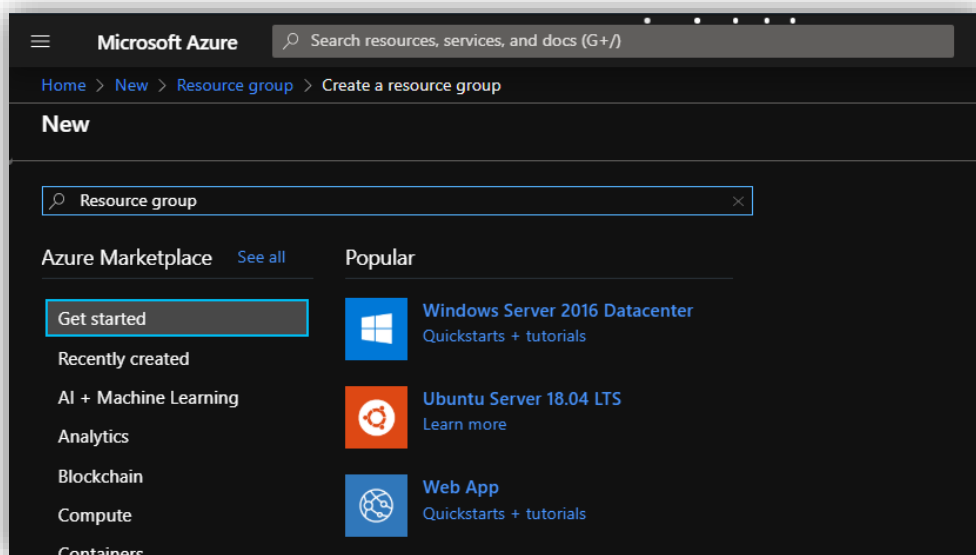 Microsoft Azure
Search resources, services, and docs (G+/)
Home > New > Resource group > Create a resource group
New
Resource group
Azure Marketplace See all
Popular
Get started
Recently created
AI + Machine Learning
Analytics
Blockchain
Compute
Containers
Windows Server 2016 Datacenter
Quickstarts + tutorials
Ubuntu Server 18.04 LTS
Learn more
Web App
Quickstarts + tutorials